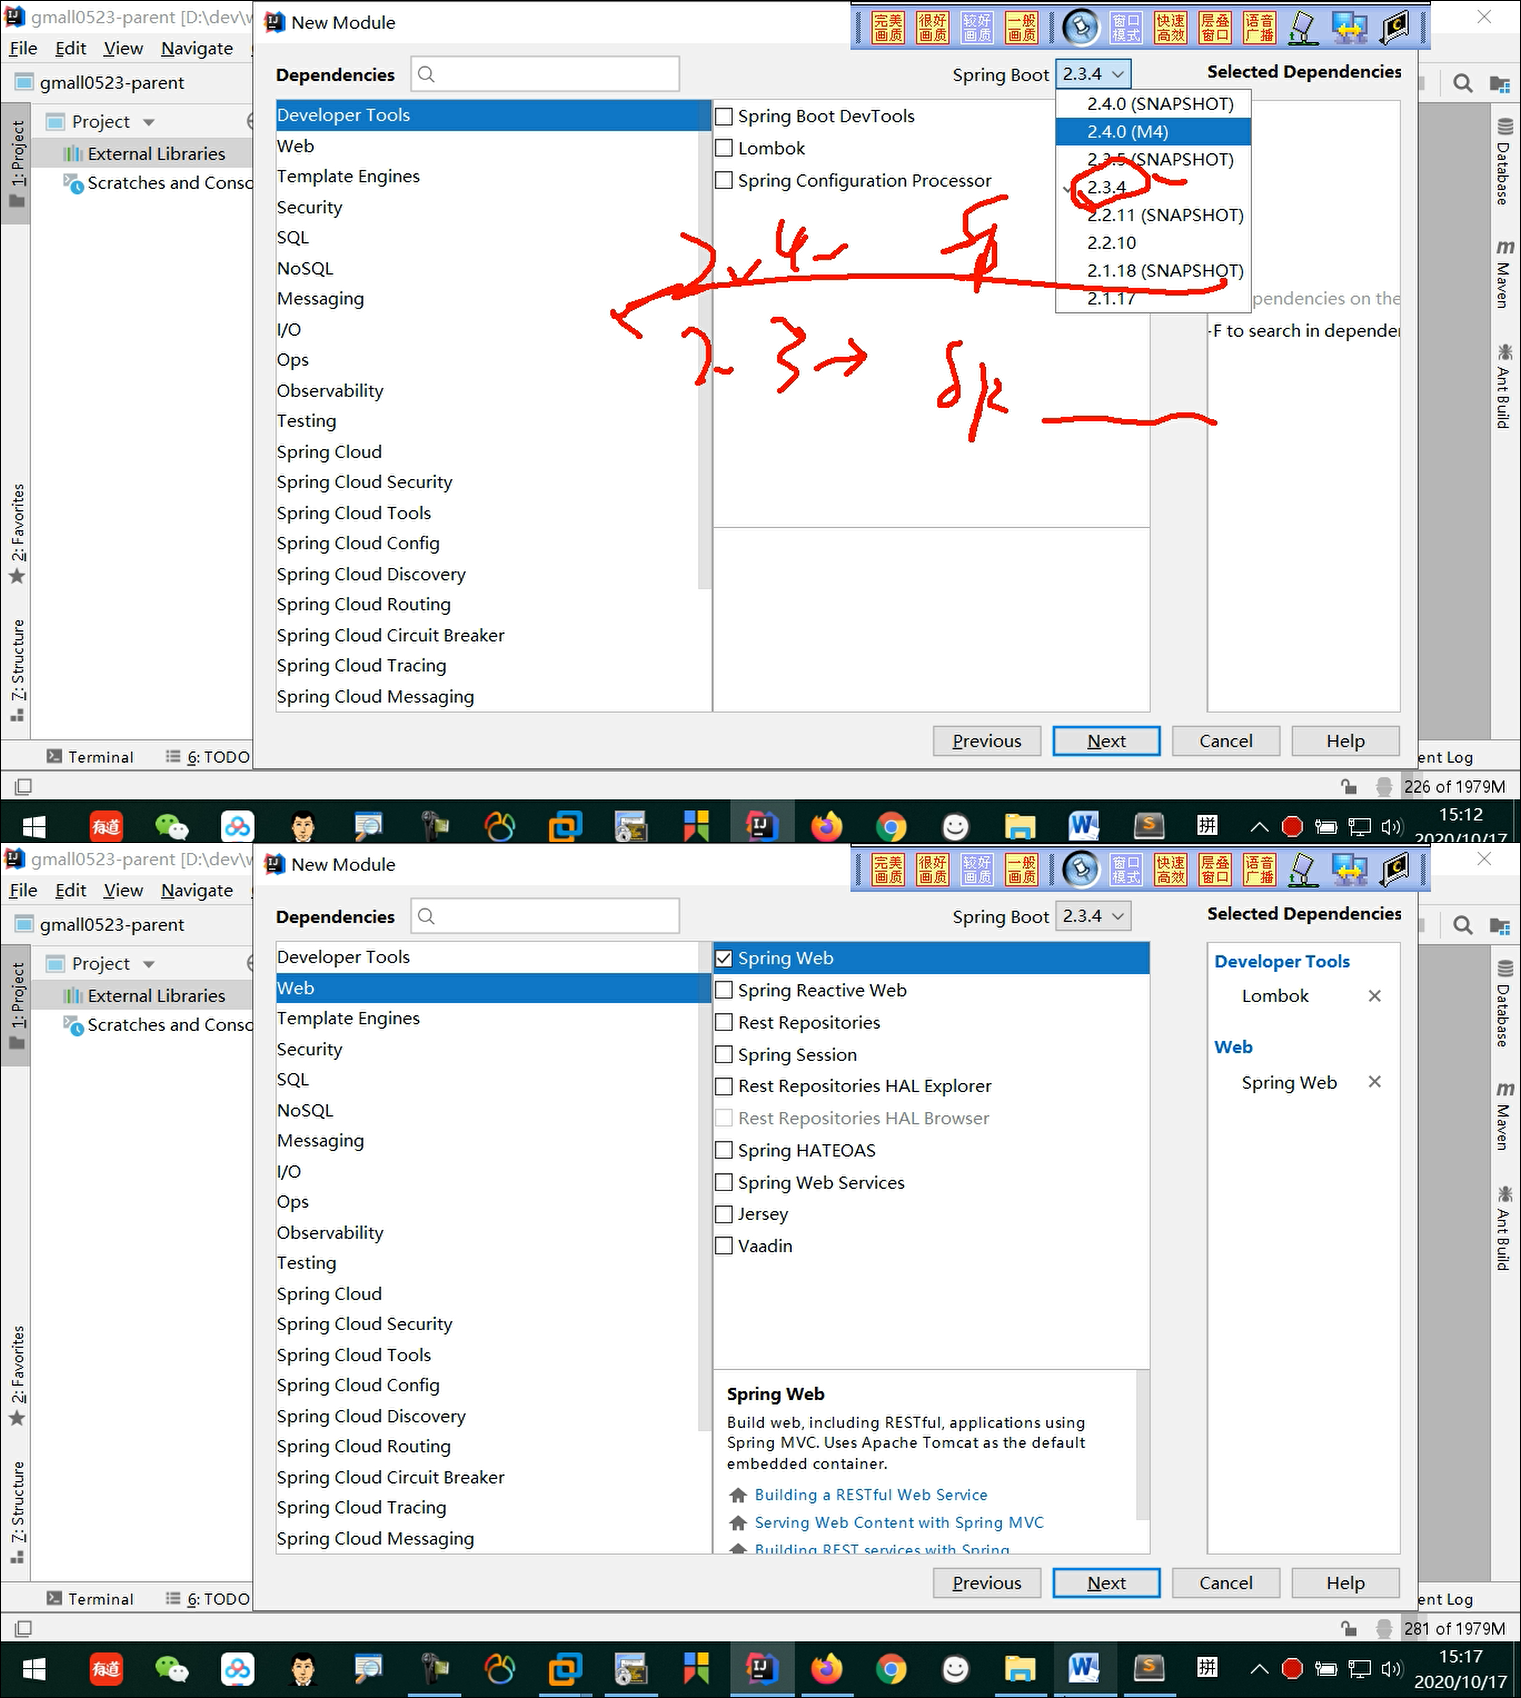 gmall0523-parent [D:\dev\w
New Module
完美画质
很好画质
较好画质
一般画质
窗口模式
快速高效
层叠窗口
语音广播
File Edit View Navigate
Dependencies
Spring Boot 2.3.4
Selected Dependencies
gmall0523-parent
Project
External Libraries
Scratches and Conso
1: Project
2: Favorites
7: Structure
Developer Tools
Web
Template Engines
Security
SQL
NoSQL
Messaging
I/O
Ops
Observability
Testing
Spring Cloud
Spring Cloud Security
Spring Cloud Tools
Spring Cloud Config
Spring Cloud Discovery
Spring Cloud Routing
Spring Cloud Circuit Breaker
Spring Cloud Tracing
Spring Cloud Messaging
Spring Boot DevTools
Lombok
Spring Configuration Processor
2.4.0 (SNAPSHOT)
2.4.0 (M4)
2.3.5 (SNAPSHOT)
2.3.4
2.2.11 (SNAPSHOT)
2.2.10
2.1.18 (SNAPSHOT)
2.1.17
pendencies on the
-F to search in depender
Database
Maven
Ant Build
Previous
Next
Cancel
Help
Terminal
6: TODO
ent Log
226 of 1979M
有道
拼
15:12
2020/10/17
gmall0523-parent [D:\dev\w
New Module
完美画质
很好画质
较好画质
一般画质
窗口模式
快速高效
层叠窗口
语音广播
File Edit View Navigate
Dependencies
Spring Boot 2.3.4
Selected Dependencies
gmall0523-parent
Project
External Libraries
Scratches and Conso
1: Project
2: Favorites
7: Structure
Developer Tools
Web
Template Engines
Security
SQL
NoSQL
Messaging
I/O
Ops
Observability
Testing
Spring Cloud
Spring Cloud Security
Spring Cloud Tools
Spring Cloud Config
Spring Cloud Discovery
Spring Cloud Routing
Spring Cloud Circuit Breaker
Spring Cloud Tracing
Spring Cloud Messaging
Spring Web
Spring Reactive Web
Rest Repositories
Spring Session
Rest Repositories HAL Explorer
Rest Repositories HAL Browser
Spring HATEOAS
Spring Web Services
Jersey
Vaadin
Spring Web
Build web, including RESTful, applications using
Spring MVC. Uses Apache Tomcat as the default
embedded container.
Building a RESTful Web Service
Serving Web Content with Spring MVC
Building REST services with Spring
Developer Tools
Lombok
Web
Spring Web
Database
Maven
Ant Build
Previous
Next
Cancel
Help
Terminal
6: TODO
ent Log
281 of 1979M
有道
拼
15:17
2020/10/17